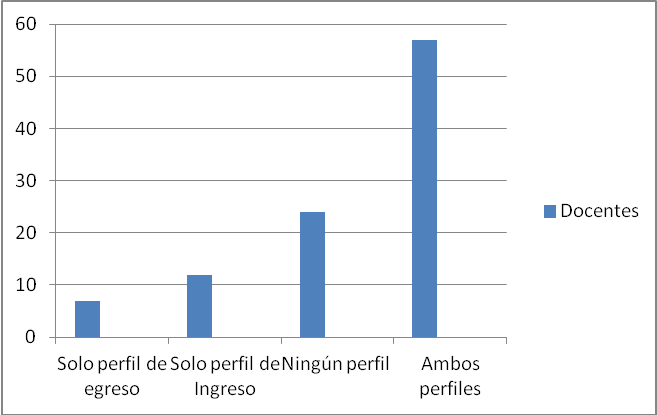 60
50
40
30
20
10
0
Docentes
Solo perfil de egreso
Solo perfil de Ingreso
Ningún perfil
Ambos perfiles